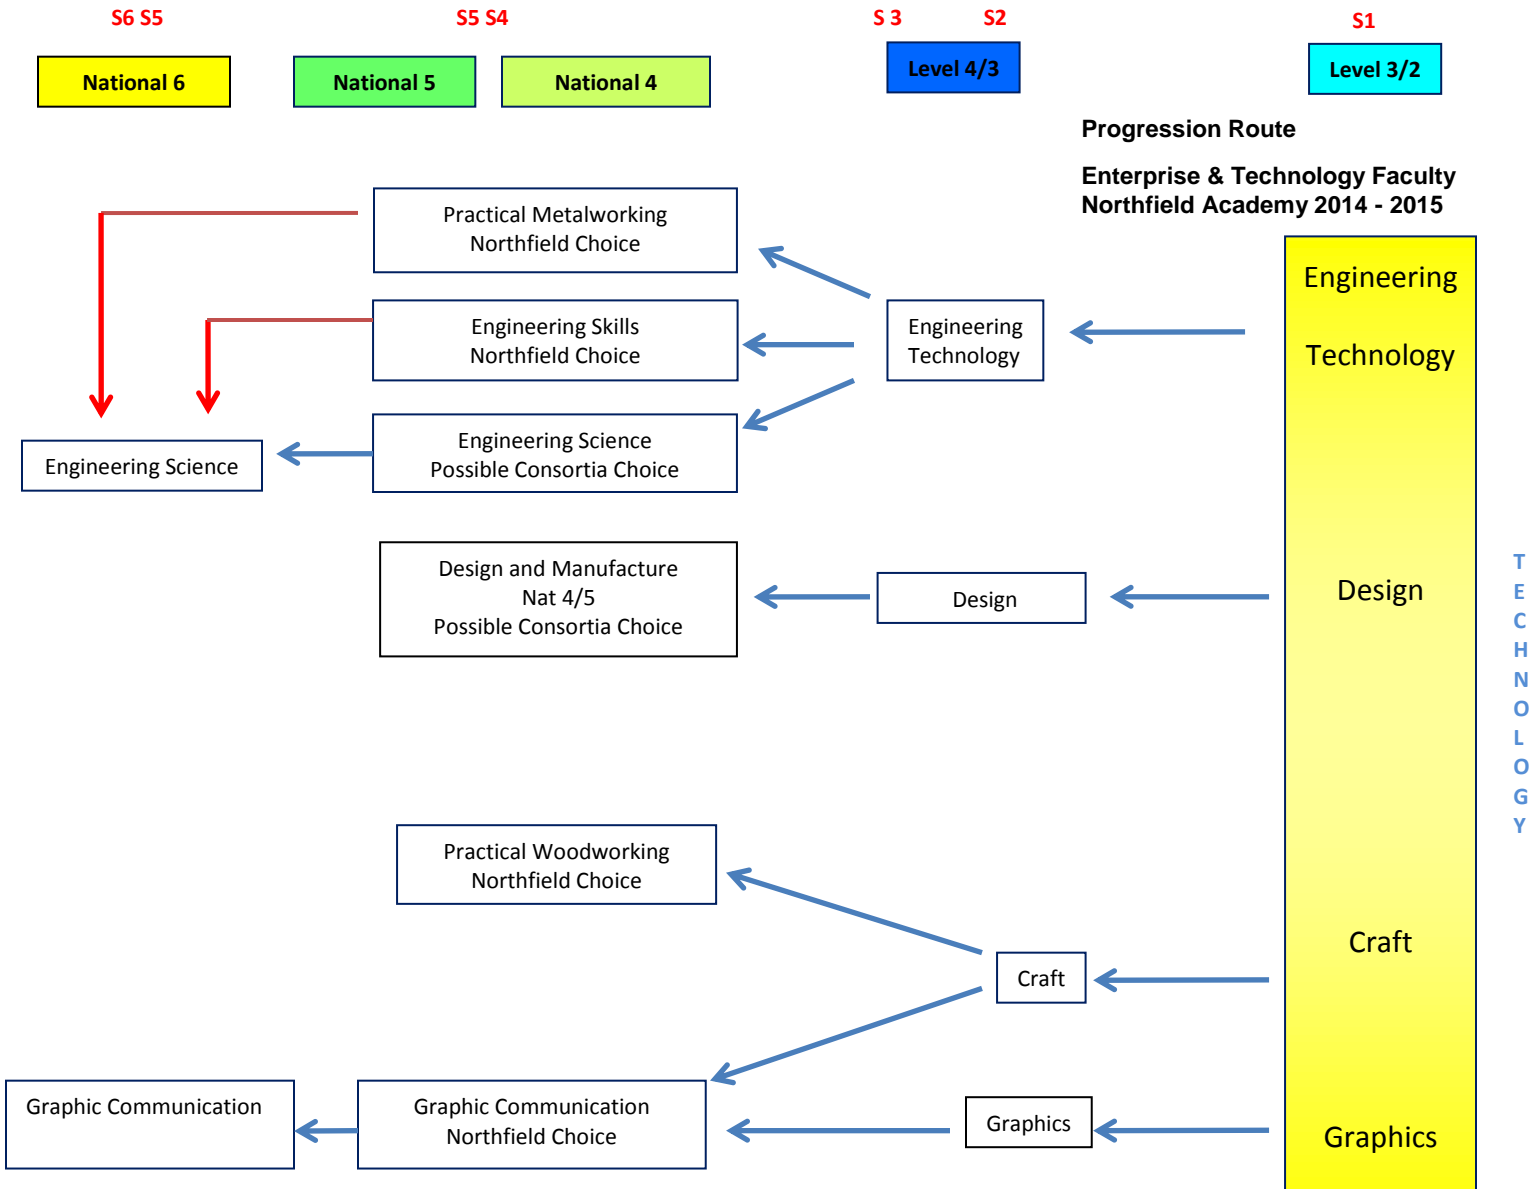 S6 S5
S5 S4
S 3
S2
S1
National 6
National 5
National 4
Level 4/3
Level 3/2
Progression Route
Enterprise & Technology Faculty
Northfield Academy 2014 - 2015
Practical Metalworking
Northfield Choice
Engineering Skills
Northfield Choice
Engineering
Technology
Engineering
Technology
Engineering Science
Engineering Science
Possible Consortia Choice
Design and Manufacture
Nat 4/5
Possible Consortia Choice
Design
Design
T
E
C
H
N
O
L
O
G
Y
Practical Woodworking
Northfield Choice
Craft
Craft
Graphic Communication
Graphic Communication
Northfield Choice
Graphics
Graphics